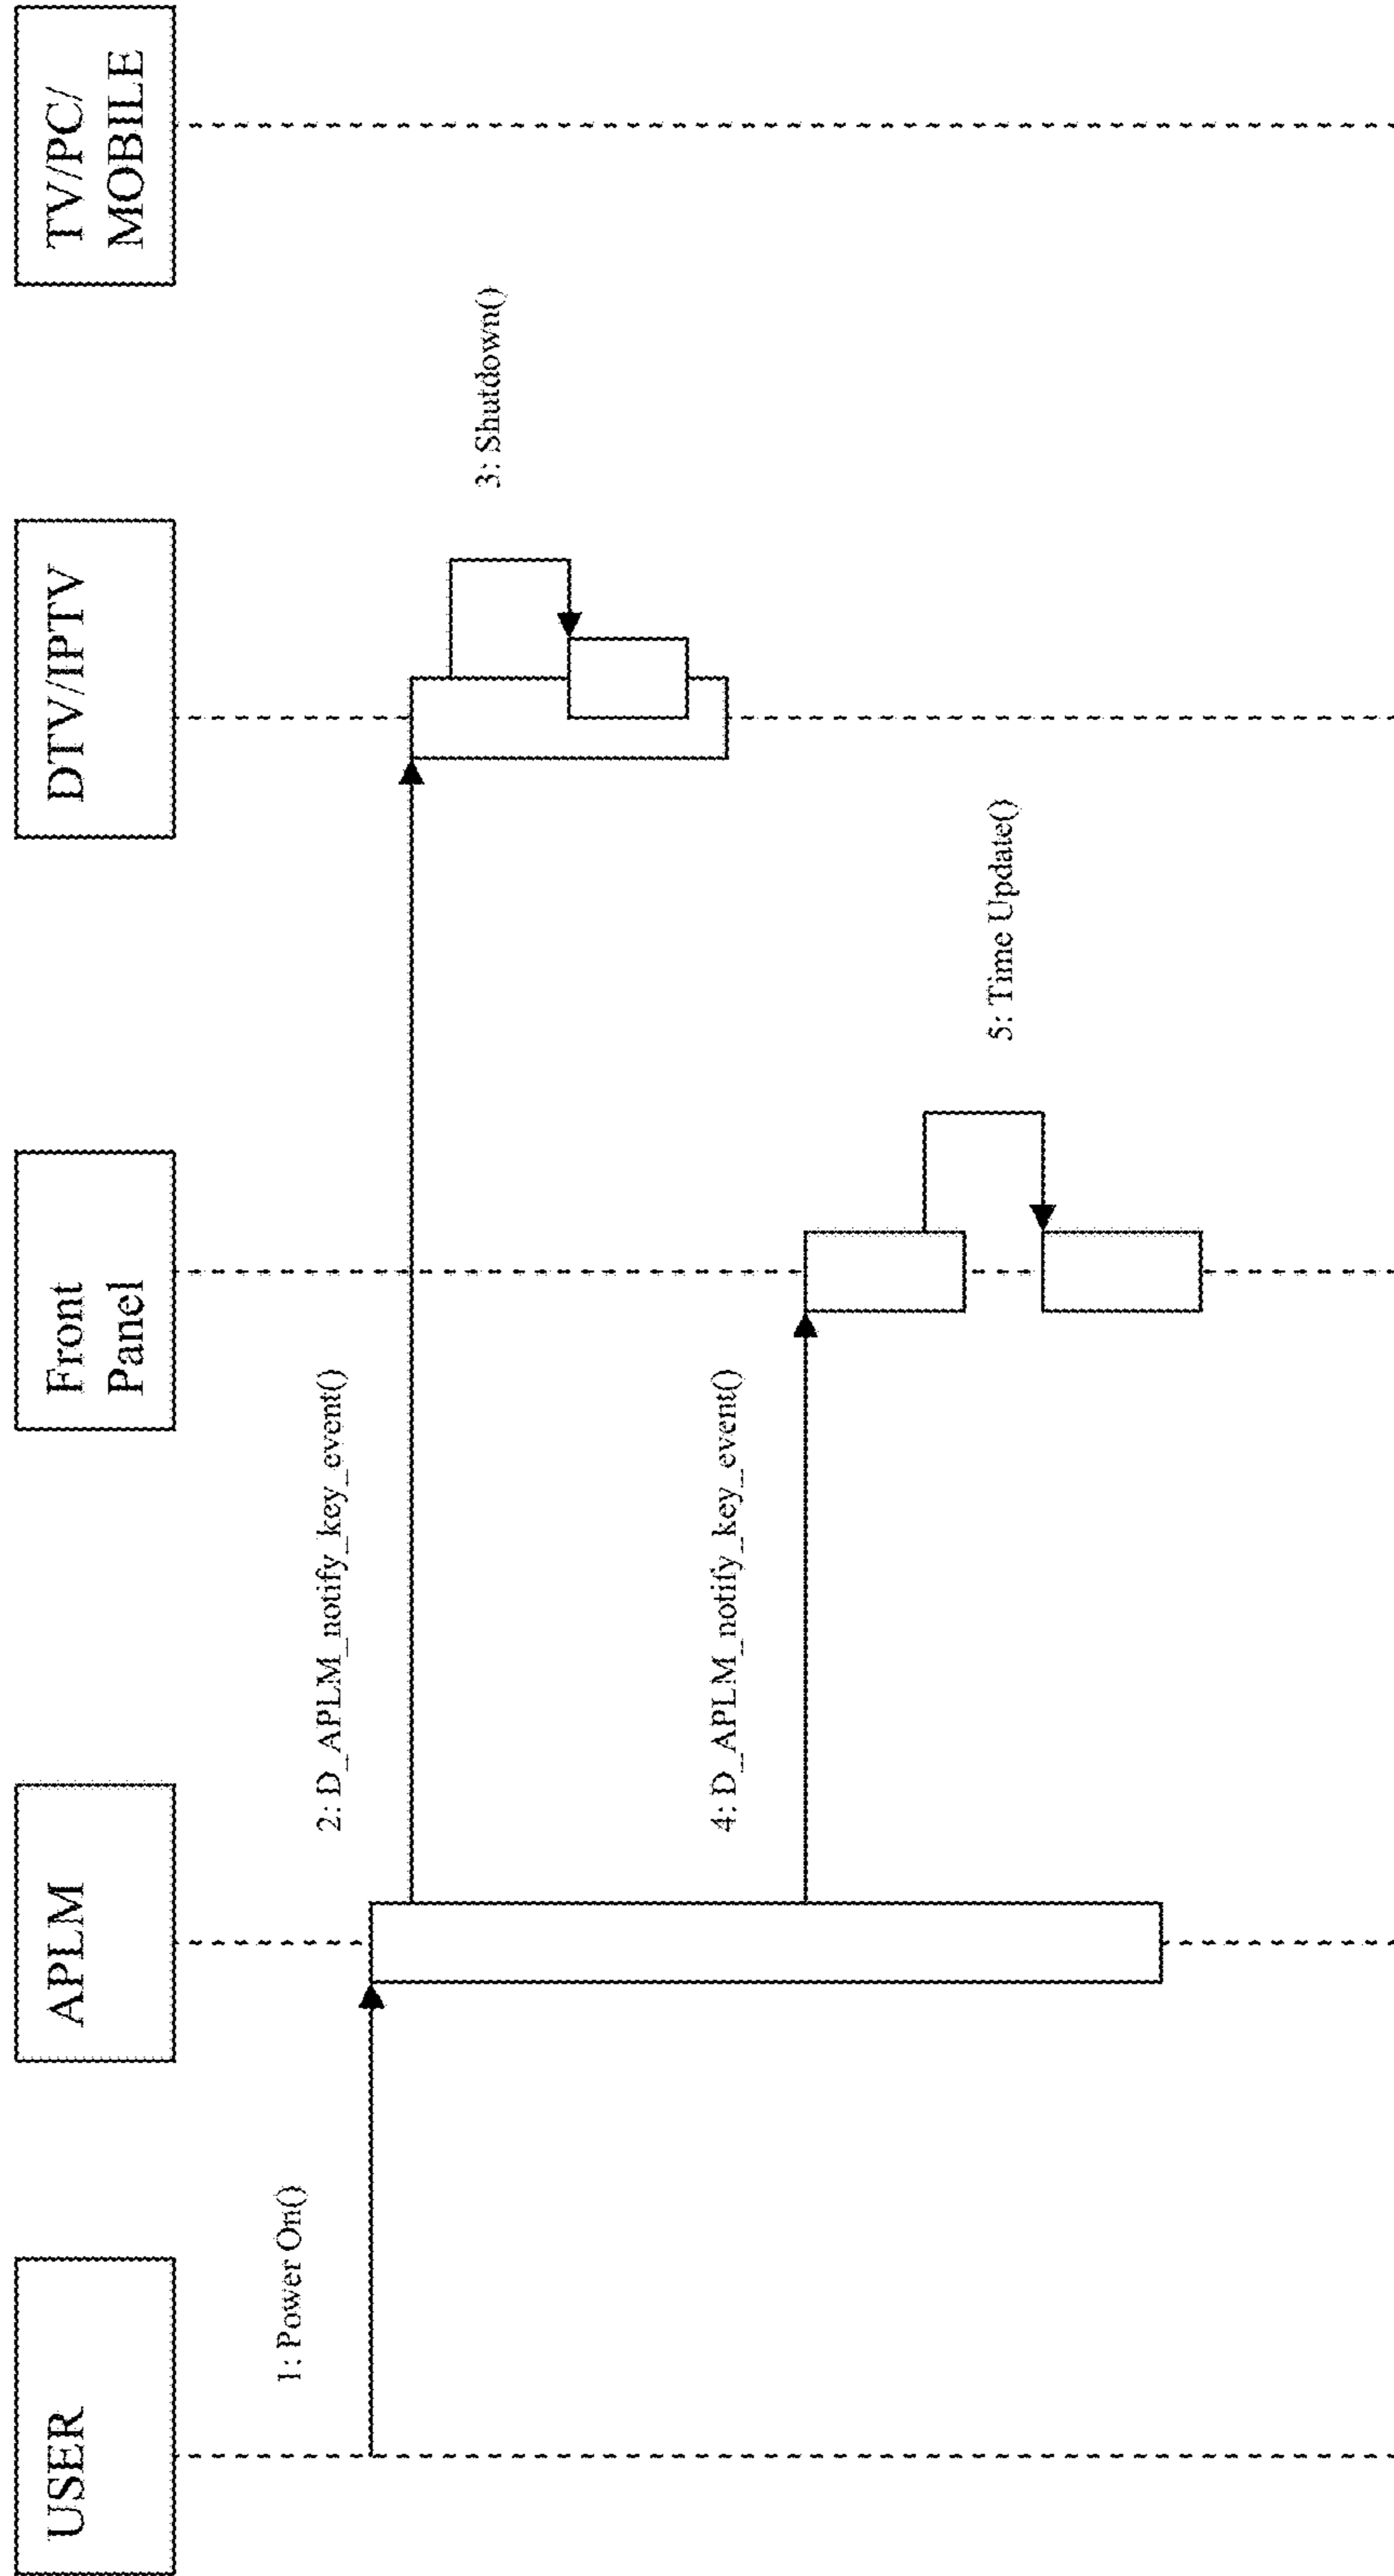 USER
APLM
Front
Panel
DTV/IPTV
TV/PC/
MOBILE
1: Power On()
2: D_APLM_notify_key_event()
3: Shutdown()
4: D_APLM_notify_key_event()
5: Time Update()